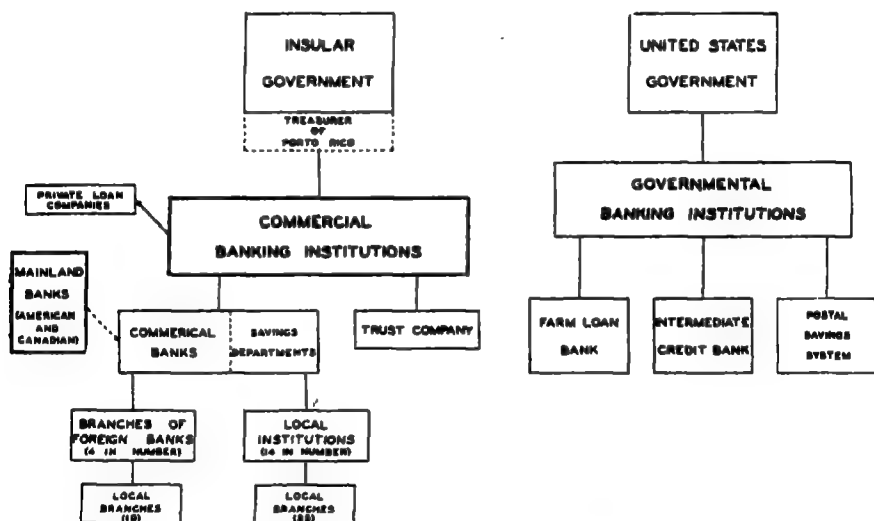 INSULAR
GOVERNMENT
TREASURER
OF
PORTO RICO
PRIVATE LOAN
COMPANIES
COMMERCIAL
BANKING INSTITUTIONS
MAINLAND
BANKS
(AMERICAN
AND
CANADIAN)
COMMERICAL
BANKS
SAVINGS
DEPARTMENTS
TRUST COMPANY
BRANCHES OF
FOREIGN BANKS
(4 IN NUMBER)
LOCAL
INSTITUTIONS
(14 IN NUMBER)
LOCAL
BRANCHES
LOCAL
BRANCHES
UNITED STATES
GOVERNMENT
GOVERNMENTAL
BANKING INSTITUTIONS
FARM LOAN
BANK
INTERMEDIATE
CREDIT BANK
POSTAL
SAVINGS
SYSTEM